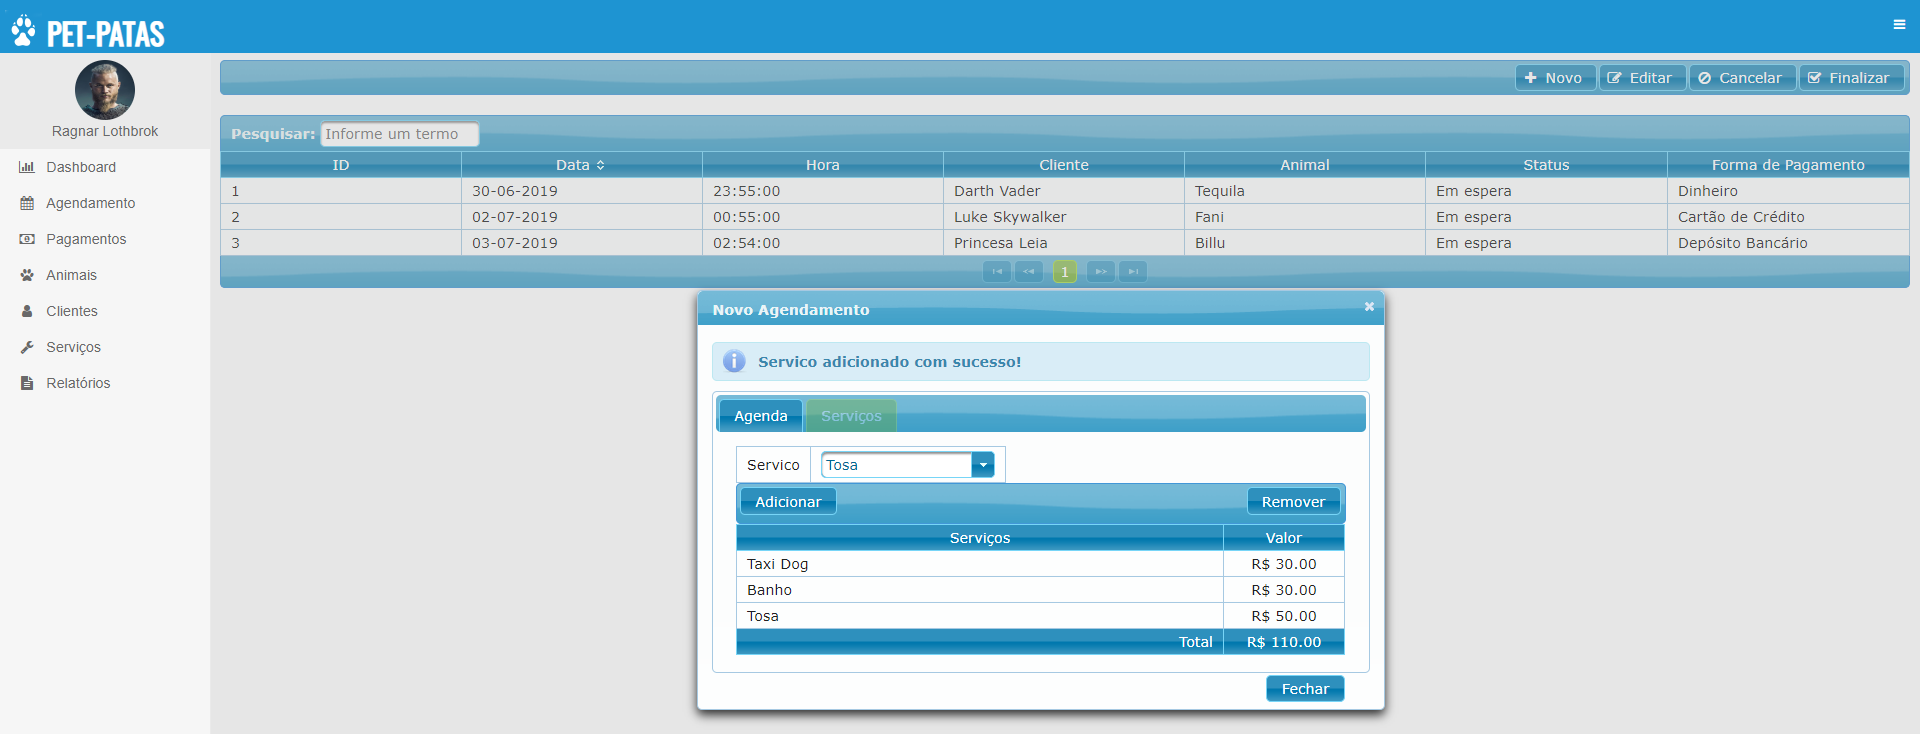 PET-PATAS
Ragnar Lothbrok
Dashboard
Agendamento
Pagamentos
Animais
Clientes
Serviços
Relatórios
Novo Editar Cancelar Finalizar
Pesquisar: Informe um termo
ID Data Hora Cliente Animal Status Forma de Pagamento
1 30-06-2019 23:55:00 Darth Vader Tequila Em espera Dinheiro
2 02-07-2019 00:55:00 Luke Skywalker Fani Em espera Cartão de Crédito
3 03-07-2019 02:54:00 Princesa Leia Billu Em espera Depósito Bancário
1
Novo Agendamento
Servico adicionado com sucesso!
Agenda Serviços
Servico Tosa
Adicionar Remover
Serviços Valor
Taxi Dog R$ 30.00
Banho R$ 30.00
Tosa R$ 50.00
Total R$ 110.00
Fechar